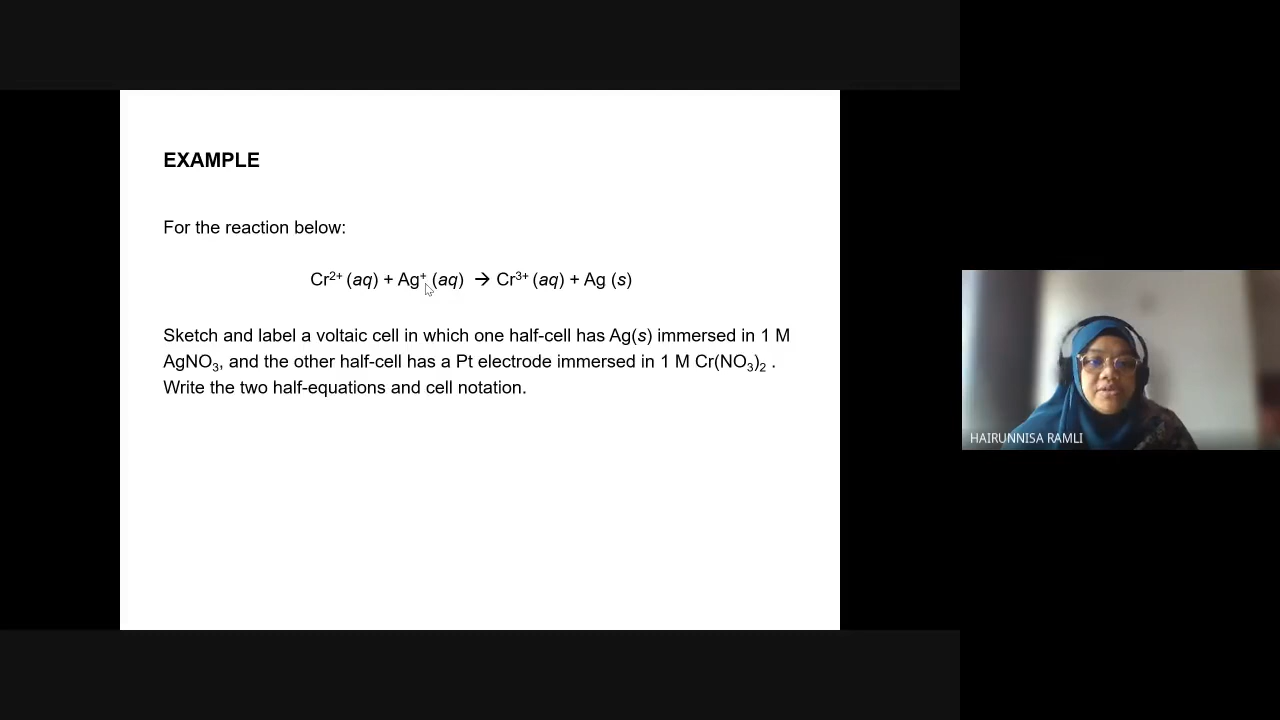 EXAMPLE
For the reaction below:
Cr²⁺ (aq) + Ag⁺ (aq) → Cr³⁺ (aq) + Ag (s)
Sketch and label a voltaic cell in which one half-cell has Ag(s) immersed in 1 M
AgNO₃, and the other half-cell has a Pt electrode immersed in 1 M Cr(NO₃)₂ .
Write the two half-equations and cell notation.
HAIRUNNISA RAMLI